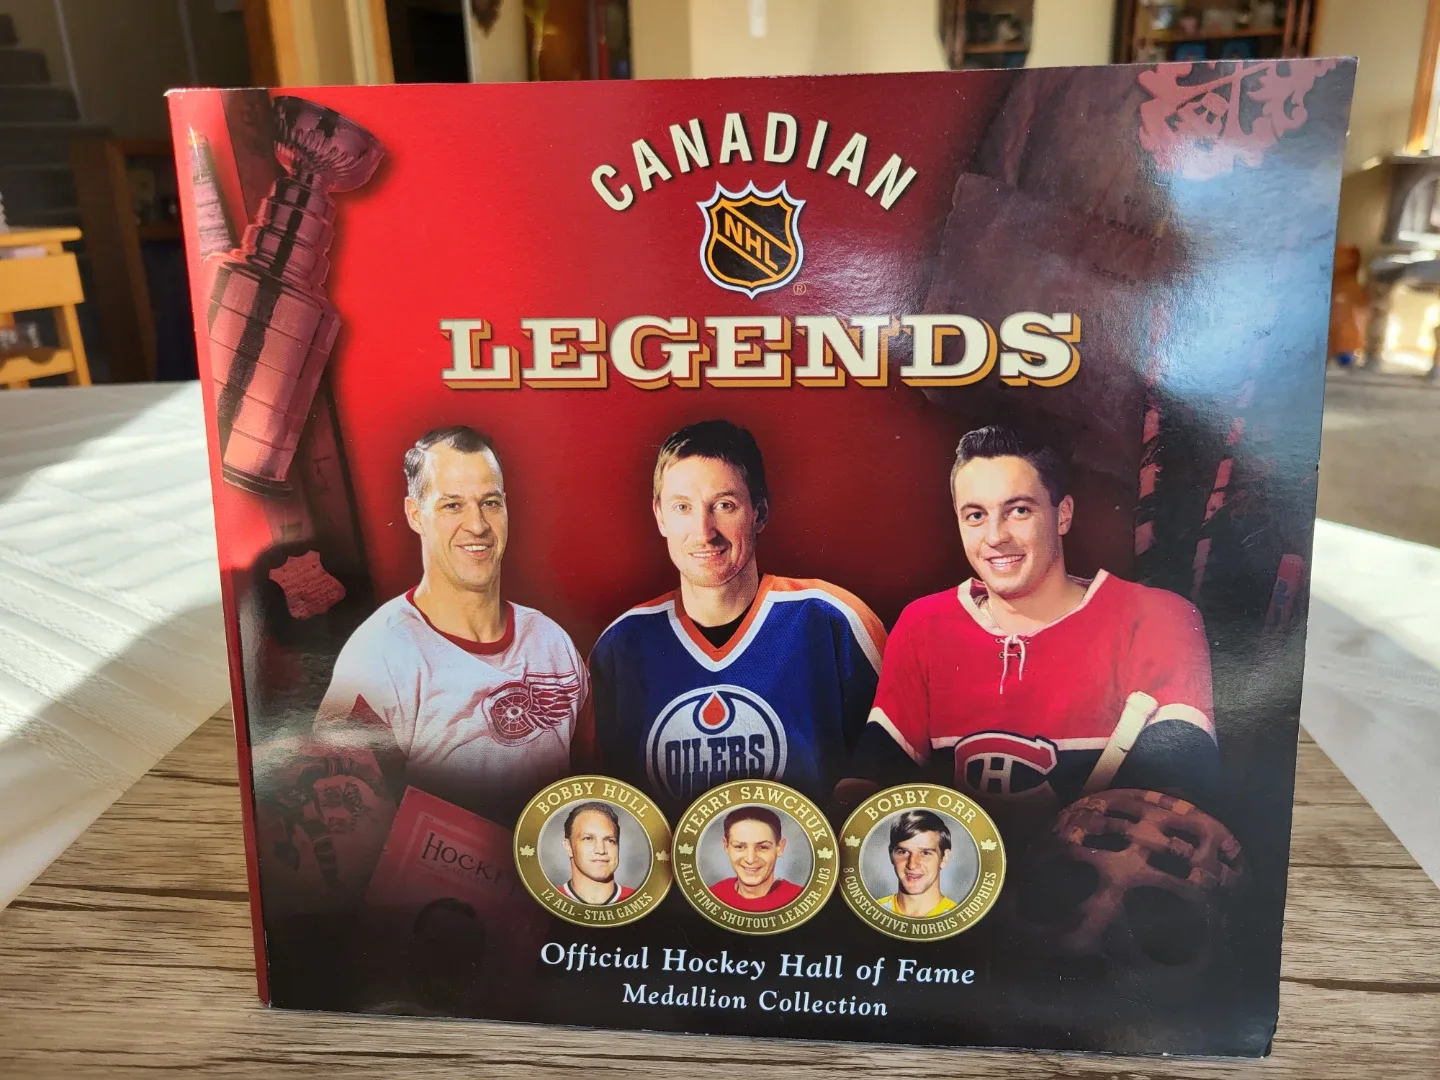 CANADIAN
NHL
®
LEGENDS
OILERS
HOCKEY
BOBBY HULL
12 ALL-STAR GAMES
TERRY SAWCHUK
ALL-TIME SHUTOUT LEADER-103
BOBBY ORR
8 CONSECUTIVE NORRIS TROPHIES
Official Hockey Hall of Fame
Medallion Collection